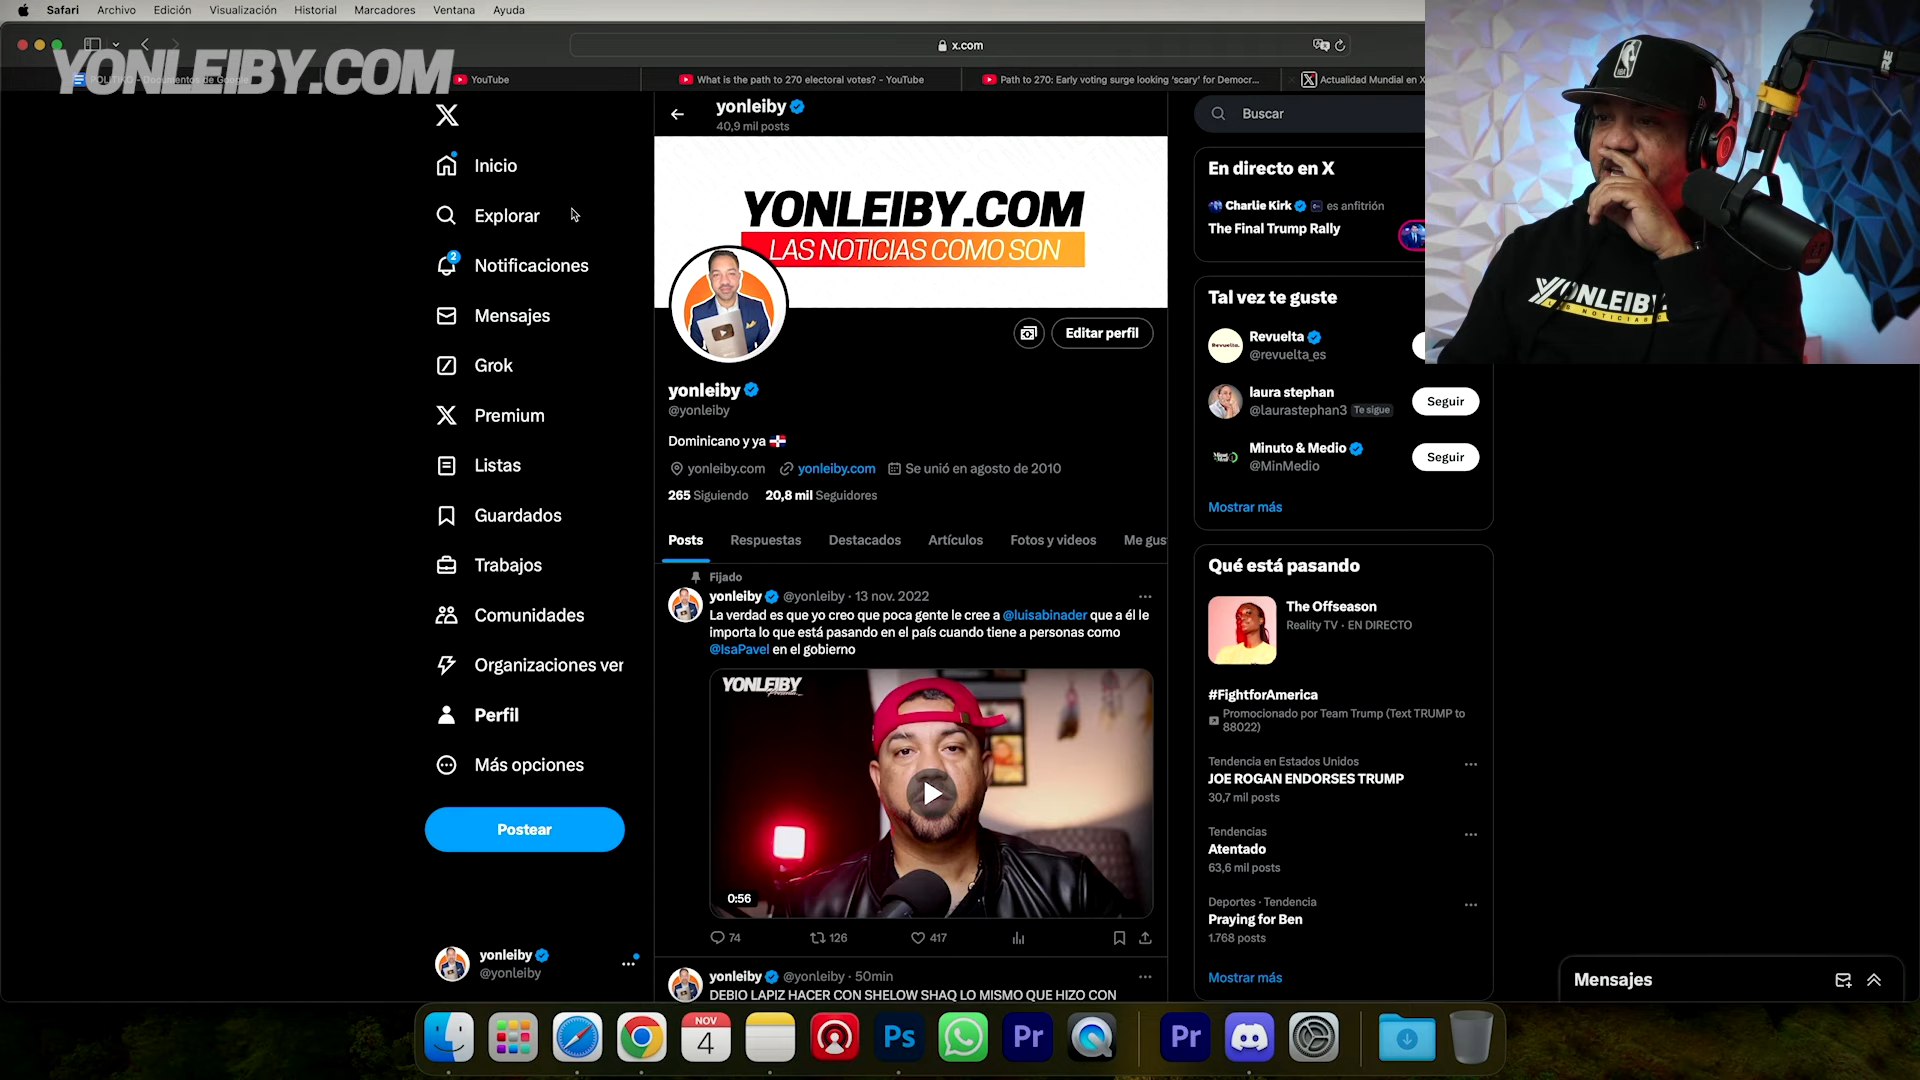 Safari Archivo Edición Visualización Historial Marcadores Ventana Ayuda
YONLEIBY.COM
x.com
YouTube
What is the path to 270 electoral votes? - YouTube
Path to 270: Early voting surge looking ‘scary’ for Democr...
Actualidad Mundial en X
Inicio
Explorar
2
Notificaciones
Mensajes
Grok
Premium
Listas
Guardados
Trabajos
Comunidades
Organizaciones ver
Perfil
Más opciones
Postear
yonleiby
@yonleiby
yonleiby
40,9 mil posts
YONLEIBY.COM
LAS NOTICIAS COMO SON
Editar perfil
yonleiby
@yonleiby
Dominicano y ya
yonleiby.com yonleiby.com Se unió en agosto de 2010
265 Siguiendo 20,8 mil Seguidores
Posts Respuestas Destacados Artículos Fotos y videos Me gus
Fijado
yonleiby @yonleiby · 13 nov. 2022
La verdad es que yo creo que poca gente le cree a @luisabinader que a él le
importa lo que está pasando en el país cuando tiene a personas como
@IsaPavel en el gobierno
YONLEIBY
Presenta
0:56
74 126 417
yonleiby @yonleiby · 50min
DEBIO LAPIZ HACER CON SHELOW SHAQ LO MISMO QUE HIZO CON
Buscar
En directo en X
Charlie Kirk es anfitrión
The Final Trump Rally
Tal vez te guste
Revuelta
@revuelta_es
laura stephan
@laurastephan3 Te sigue
Seguir
Minuto & Medio
@MinMedio
Seguir
Mostrar más
Qué está pasando
The Offseason
Reality TV · EN DIRECTO
#FightforAmerica
Promocionado por Team Trump (Text TRUMP to
88022)
Tendencia en Estados Unidos
JOE ROGAN ENDORSES TRUMP
30,7 mil posts
Tendencias
Atentado
63,6 mil posts
Deportes · Tendencia
Praying for Ben
1.768 posts
Mostrar más
NBA
YONLEIBY
Mensajes
NOV
4
Ps
Pr
Pr